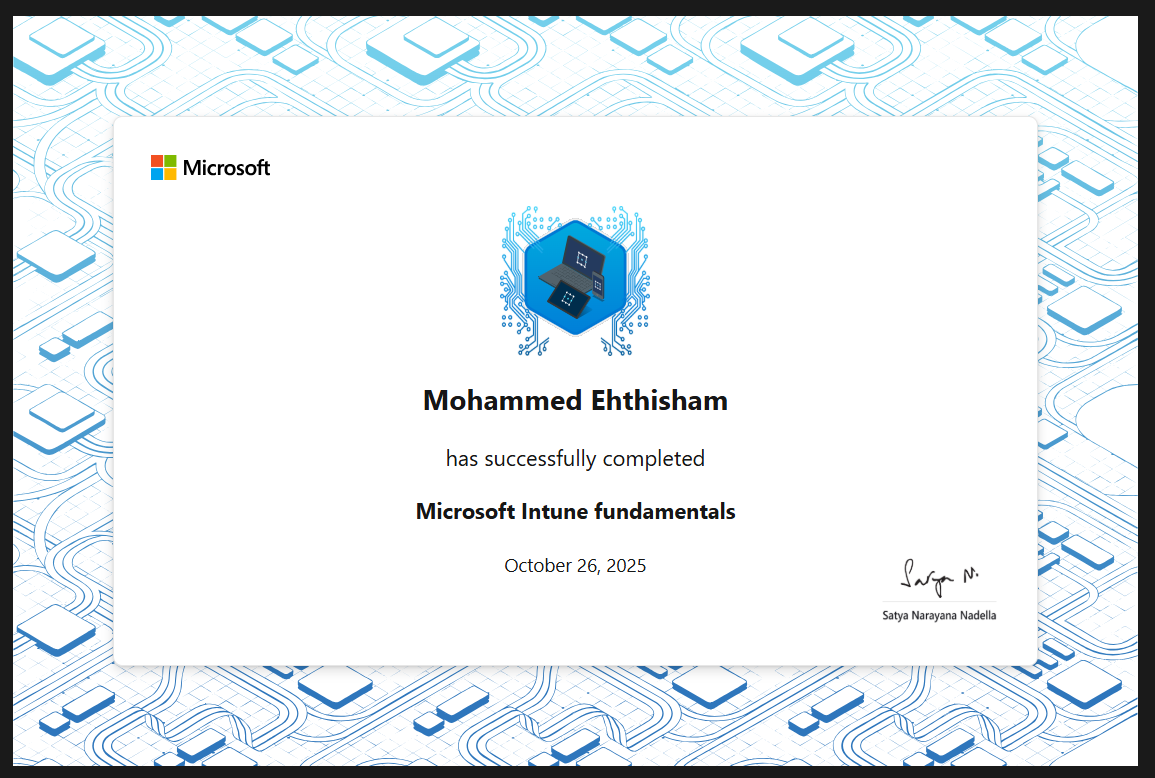 Microsoft
Mohammed Ehthisham
has successfully completed
Microsoft Intune fundamentals
October 26, 2025
Satya N.
Satya Narayana Nadella